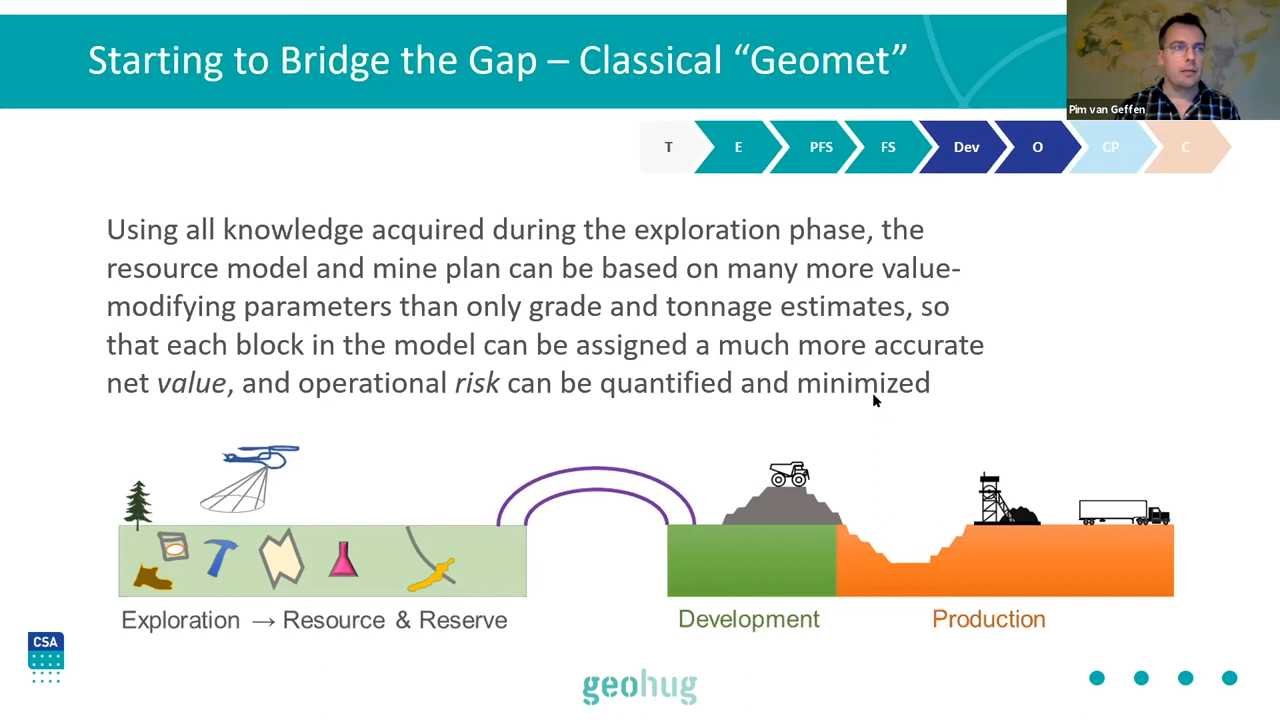 Starting to Bridge the Gap – Classical “Geomet”
Pim van Geffen
T E PFS FS Dev O CP C
Using all knowledge acquired during the exploration phase, the
resource model and mine plan can be based on many more value-
modifying parameters than only grade and tonnage estimates, so
that each block in the model can be assigned a much more accurate
net value, and operational risk can be quantified and minimized
Exploration → Resource & Reserve
Development
Production
CSA
geohug